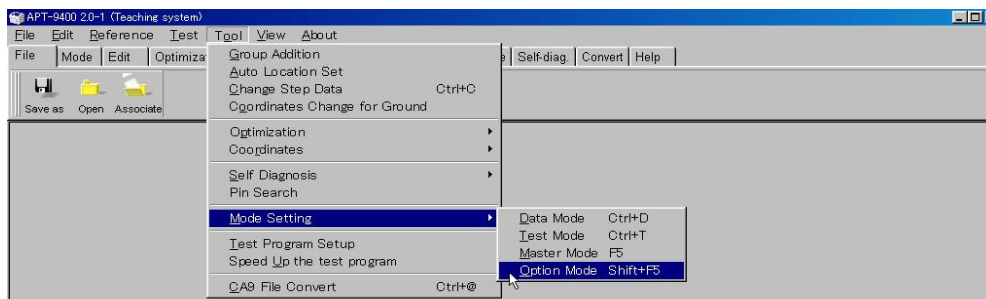 APT-9400 2.0-1 (Teaching system)
File Edit Reference Test Tool View About
File Mode Edit Optimiza Self-diag. Convert Help
Save as Open Associate
Group Addition
Auto Location Set
Change Step Data Ctrl+C
Coordinates Change for Ground
Optimization
Coordinates
Self Diagnosis
Pin Search
Mode Setting
Data Mode Ctrl+D
Test Mode Ctrl+T
Master Mode F5
Option Mode Shift+F5
Test Program Setup
Speed Up the test program
CA9 File Convert Ctrl+@